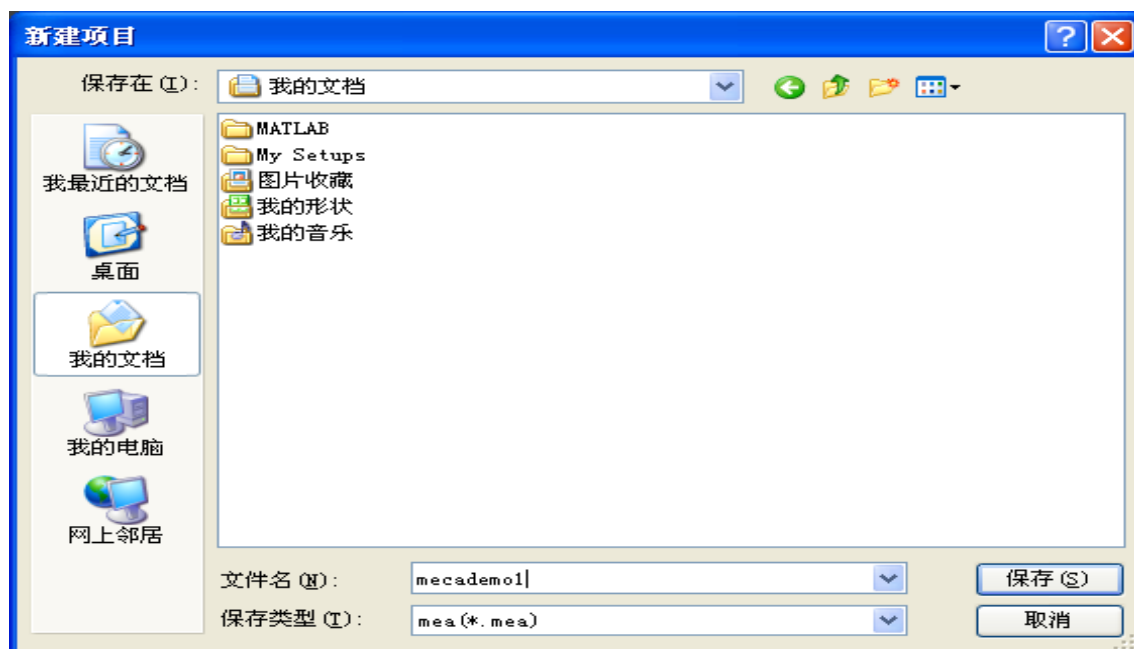 新建项目
保存在(I):
我的文档
MATLAB
My Setups
图片收藏
我的形状
我的音乐
我最近的文档
桌面
我的文档
我的电脑
网上邻居
文件名(N):
mecademo1
保存(S)
保存类型(T):
mea(*.mea)
取消